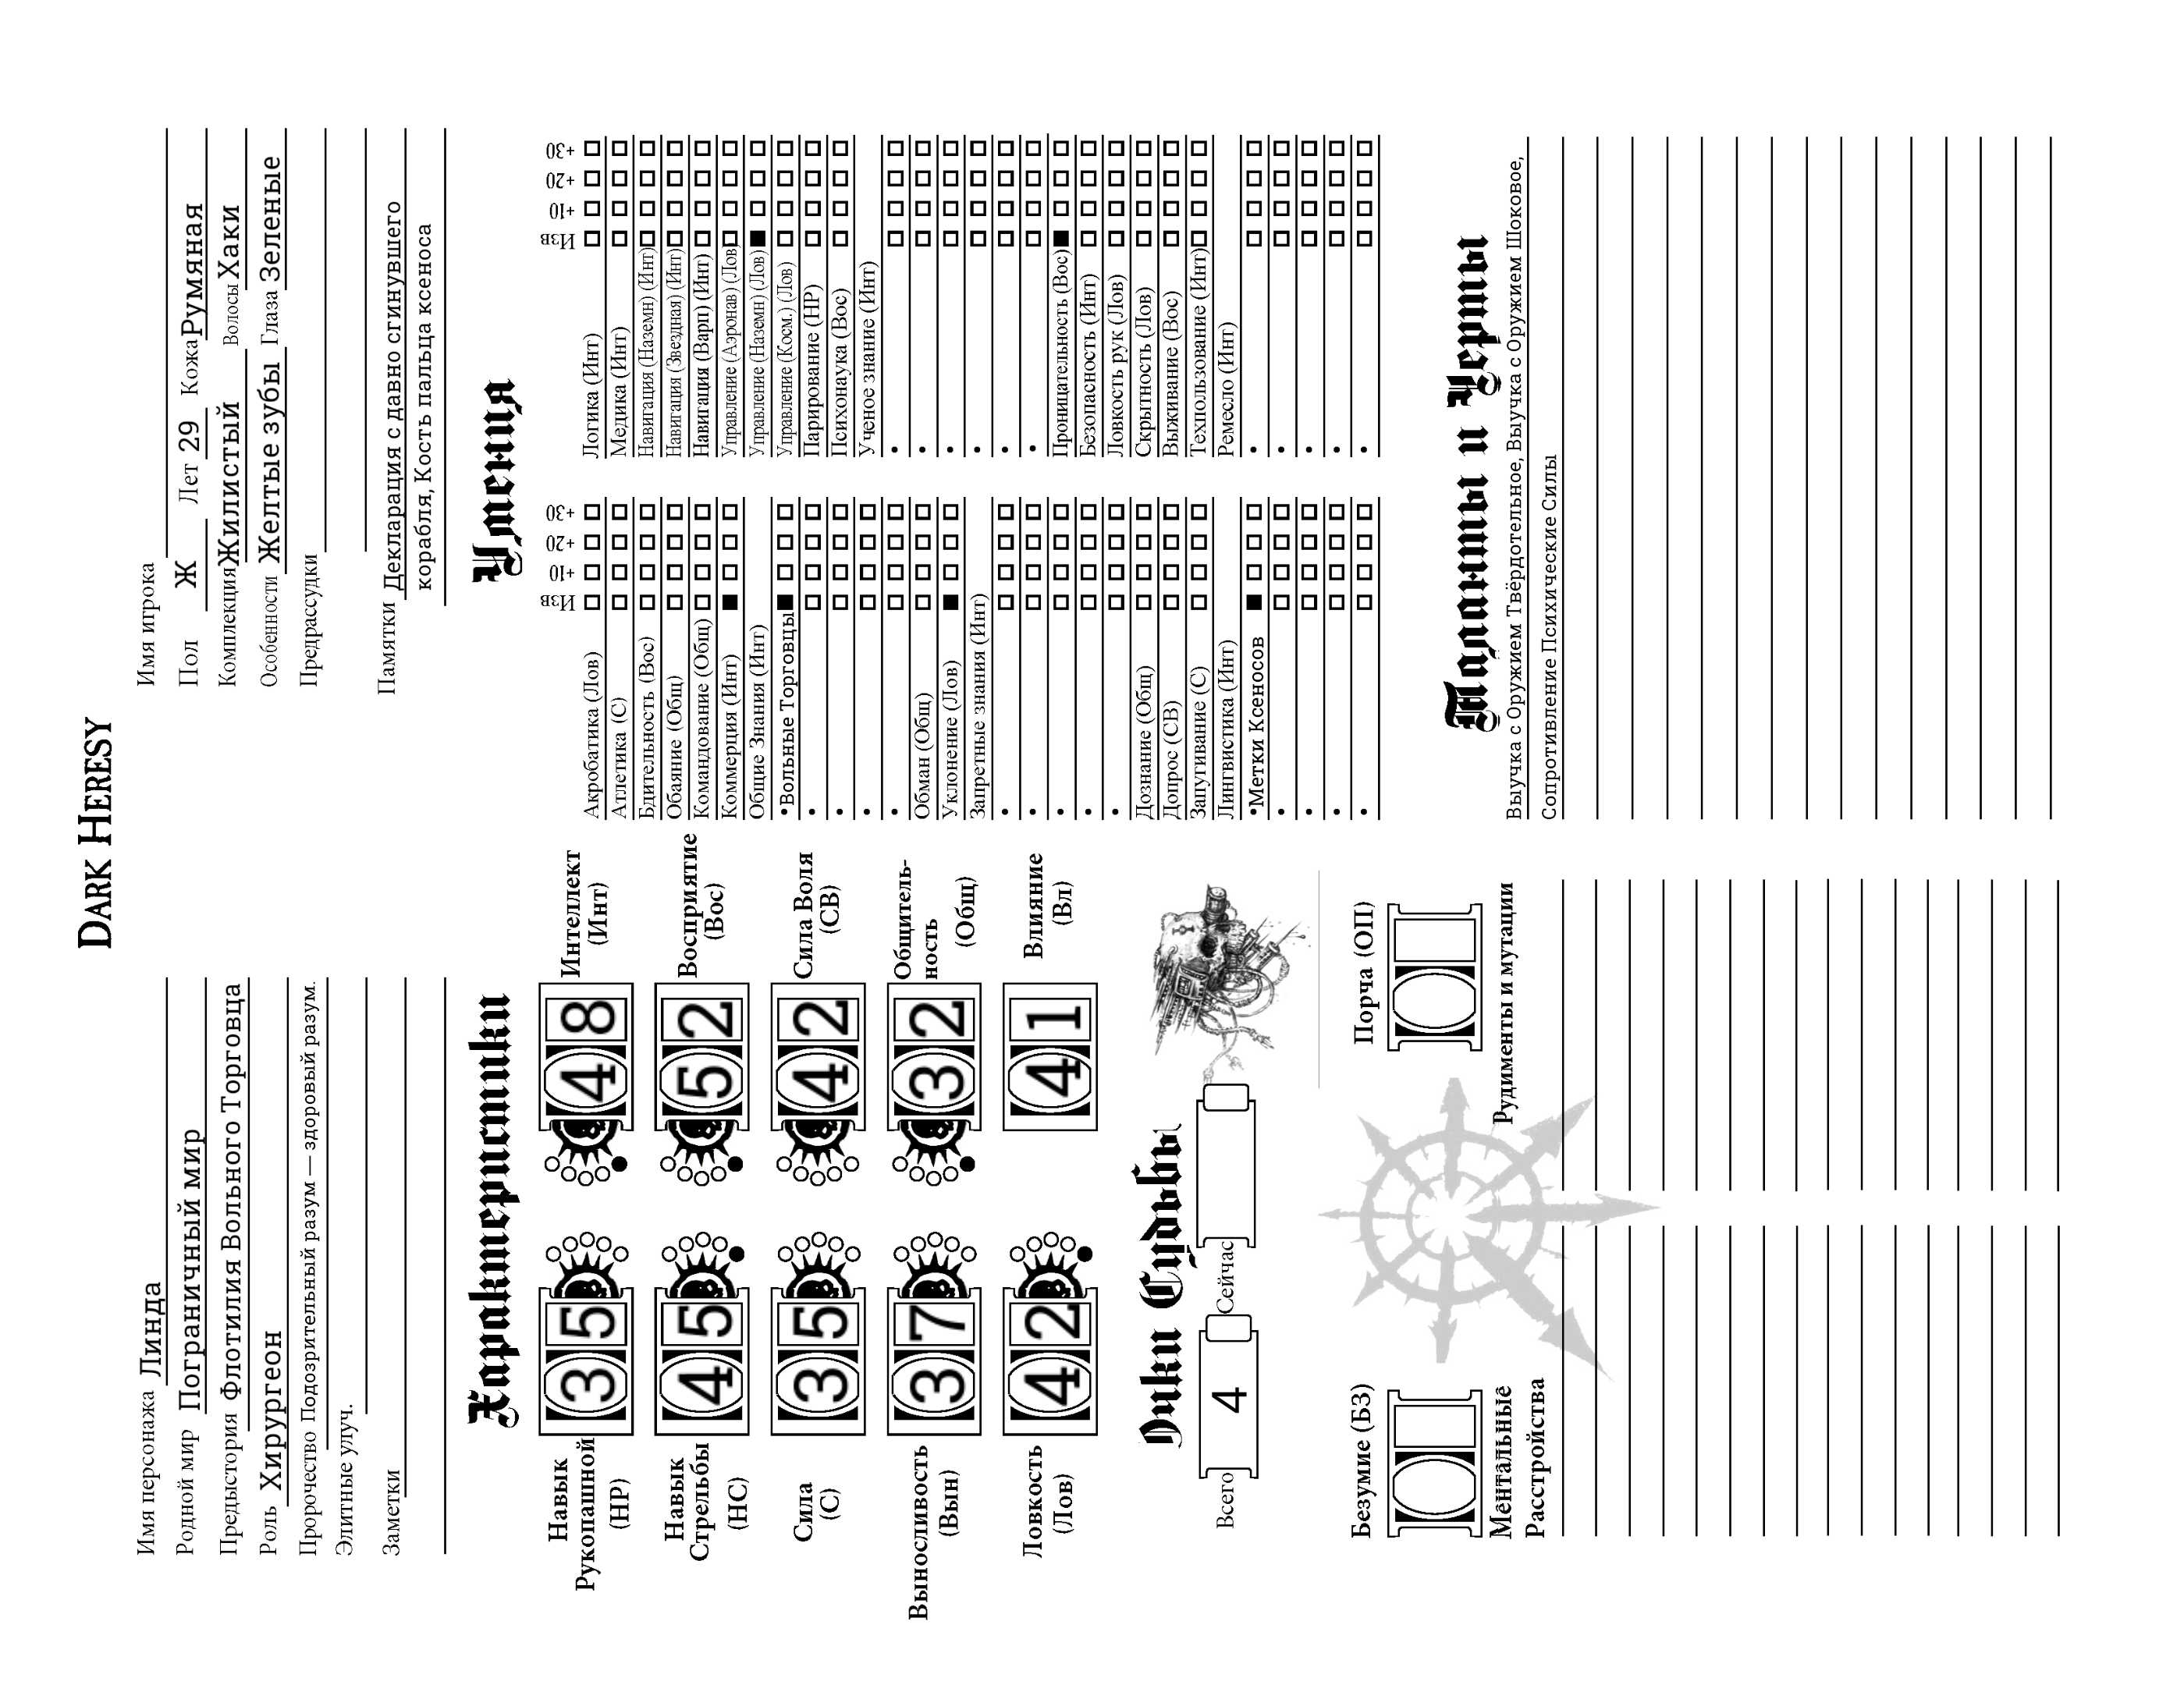 DARK HERESY
Имя персонажа Линда
Родной мир Пограничный мир
Предыстория Флотилия Вольного Торговца
Роль Хирургеон
Пророчество Подозрительный разум — здоровый разум.
Элитные улуч.
Заметки
Имя игрока
Пол Ж Лет 29 Кожа Румяная
Комплекция Жилистый Волосы Хаки
Особенности Желтые зубы Глаза Зеленые
Предрассудки
Памятки Декларация с давно сгинувшего
корабля, Кость пальца ксеноса
Характеристики
Навык
Рукопашной
(НР)
35
Интеллект
(Инт)
48
Навык
Стрельбы
(НС)
45
Восприятие
(Вос)
52
Сила
(С)
35
Сила Воля
(СВ)
42
Выносливость
(Вын)
37
Общитель-
ность
(Общ)
32
Ловкость
(Лов)
42
Влияние
(Вл)
41
Пики Судьбы
Всего 4 Сейчас
Безумие (БЗ)
Ментальные
Расстройства
Порча (ОП)
Рудименты и мутации
Умения
Изв +10 +20 +30
Акробатика (Лов)
Атлетика (С)
Бдительность (Вос)
Обаяние (Общ)
Командование (Общ)
Коммерция (Инт)
Общие Знания (Инт)
•Вольные Торговцы
•
•
•
•
Обман (Общ)
Уклонение (Лов)
Запретные знания (Инт)
•
•
•
•
•
Дознание (Общ)
Допрос (СВ)
Запугивание (С)
Лингвистика (Инт)
•Метки Ксеносов
•
•
•
•
Изв +10 +20 +30
Логика (Инт)
Медика (Инт)
Навигация (Наземн) (Инт)
Навигация (Звездная) (Инт)
Навигация (Варп) (Инт)
Управление (Аэронав) (Лов)
Управление (Наземн) (Лов)
Управление (Косм.) (Лов)
Парирование (НР)
Психонаука (Вос)
Ученое знание (Инт)
•
•
•
•
•
•
Проницательность (Вос)
Безопасность (Инт)
Ловкость рук (Лов)
Скрытность (Лов)
Выживание (Вос)
Техпользование (Инт)
Ремесло (Инт)
•
•
•
•
•
Таланты и Черты
Выучка с Оружием Твёрдотельное, Выучка с Оружием Шоковое,
Сопротивление Психические Силы